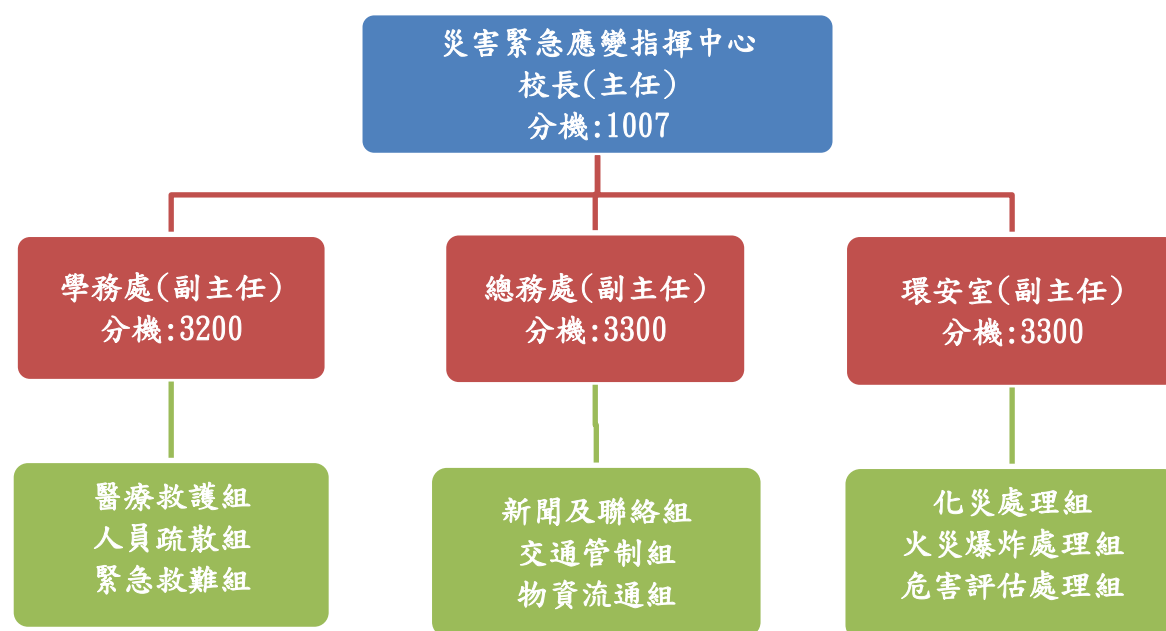 災害緊急應變指揮中心
校長(主任)
分機:1007
學務處(副主任)
分機:3200
總務處(副主任)
分機:3300
環安室(副主任)
分機:3300
醫療救護組
人員疏散組
緊急救難組
新聞及聯絡組
交通管制組
物資流通組
化災處理組
火災爆炸處理組
危害評估處理組